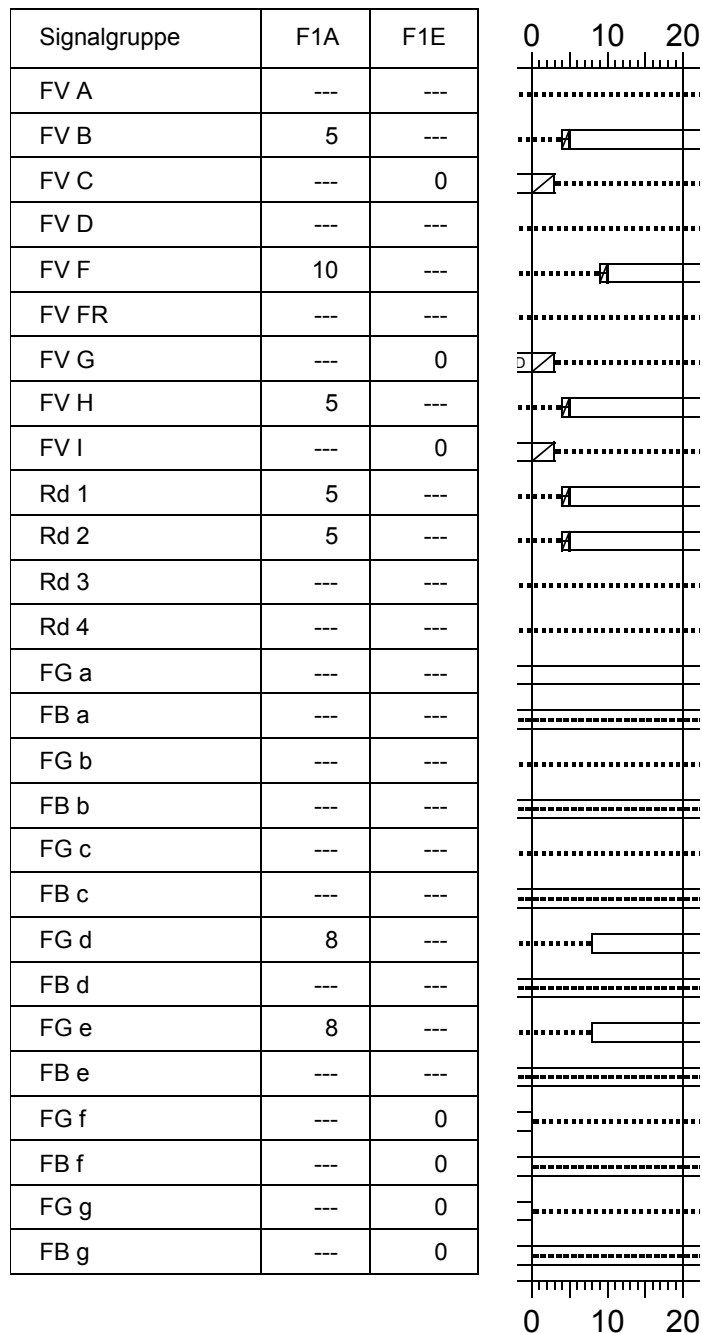 Signalgruppe F1A F1E 0 10 20
FV A --- ---
FV B 5 ---
FV C --- 0
FV D --- ---
FV F 10 ---
FV FR --- ---
FV G --- 0
FV H 5 ---
FV I --- 0
Rd 1 5 ---
Rd 2 5 ---
Rd 3 --- ---
Rd 4 --- ---
FG a --- ---
FB a --- ---
FG b --- ---
FB b --- ---
FG c --- ---
FB c --- ---
FG d 8 ---
FB d --- ---
FG e 8 ---
FB e --- ---
FG f --- 0
FB f --- 0
FG g --- 0
FB g --- 0
0 10 20